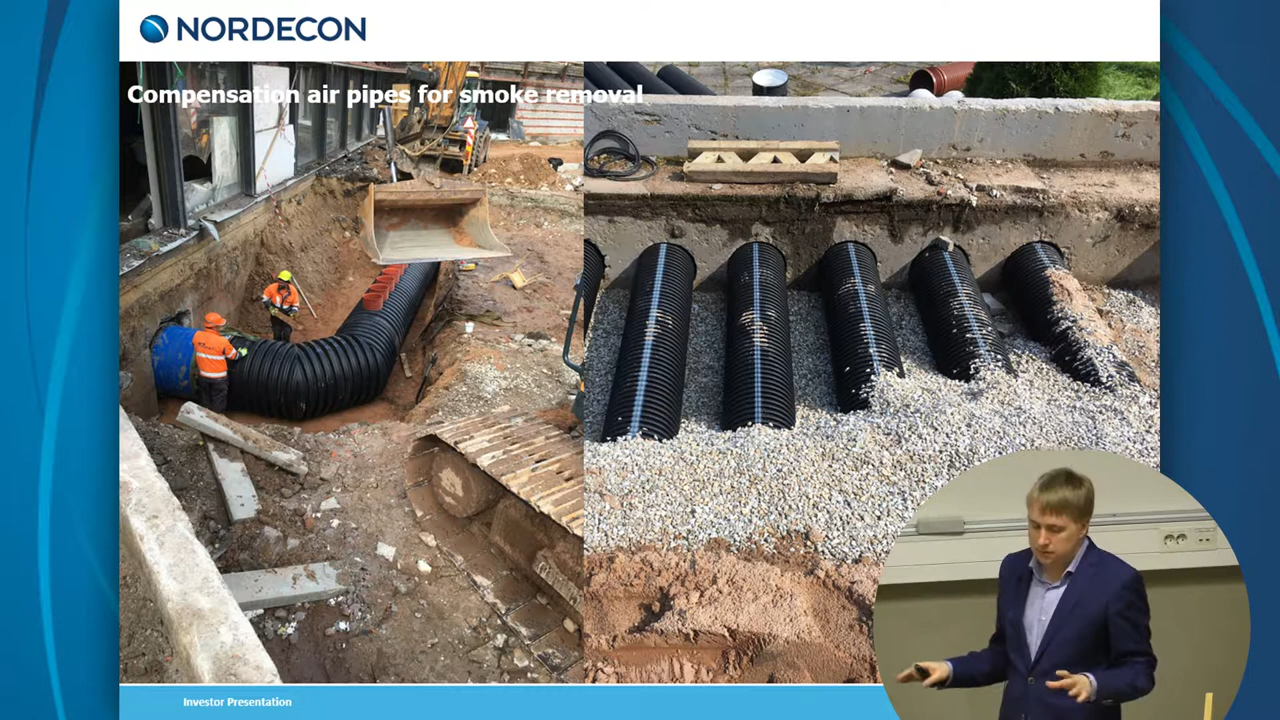 NORDECON
Compensation air pipes for smoke removal
Investor Presentation